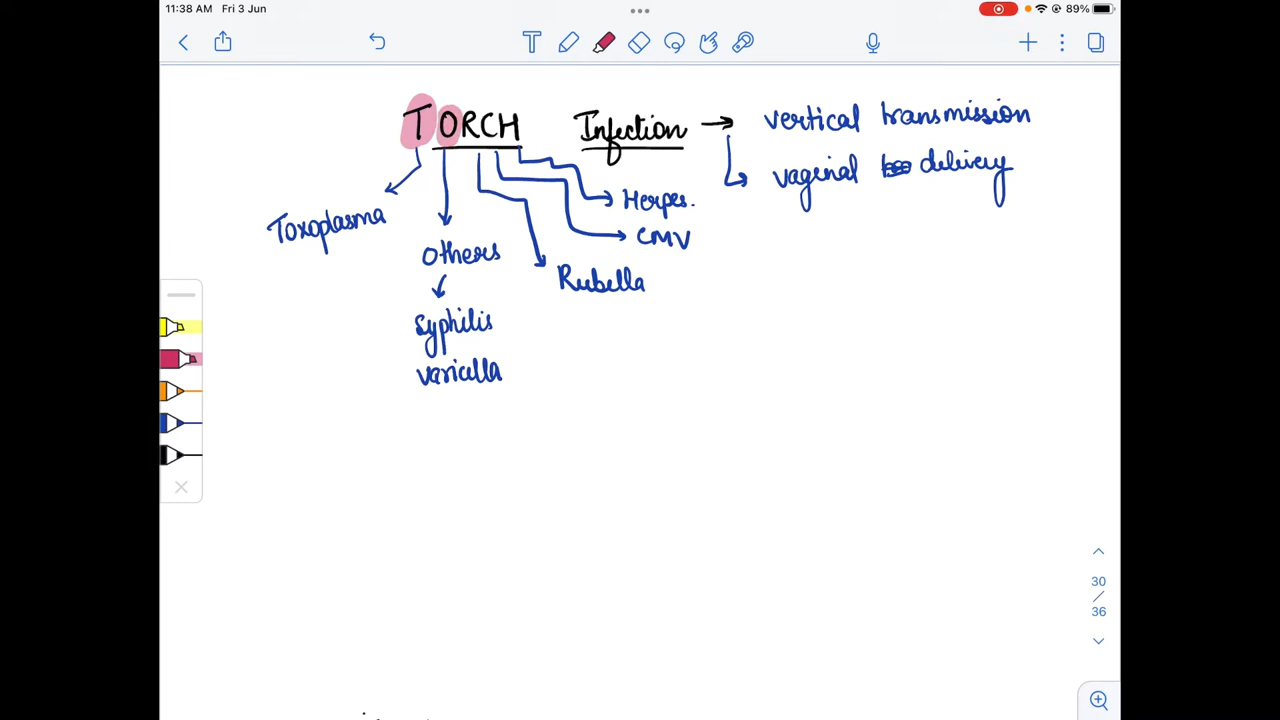 11:38 AM Fri 3 Jun
89%
T
TORCH Infection → vertical transmission
vaginal delivery
Toxoplasma
Others
Herpes.
CMV
Rubella
syphilis
varicella
30
36